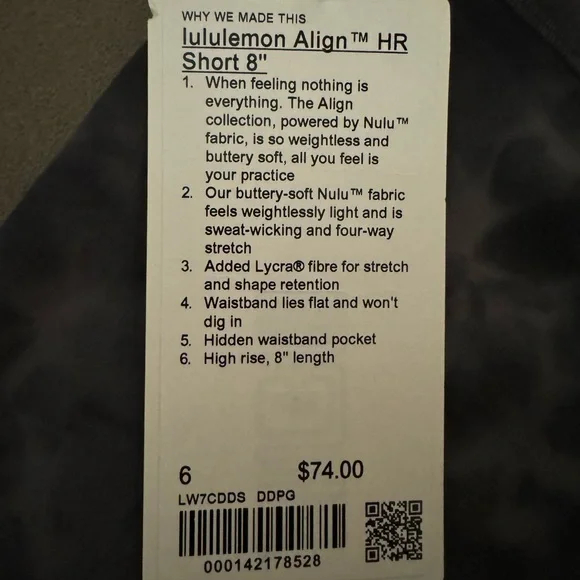 WHY WE MADE THIS
lululemon Align™ HR
Short 8"
1. When feeling nothing is
everything. The Align
collection, powered by Nulu™
fabric, is so weightless and
buttery soft, all you feel is
your practice
2. Our buttery-soft Nulu™ fabric
feels weightlessly light and is
sweat-wicking and four-way
stretch
3. Added Lycra® fibre for stretch
and shape retention
4. Waistband lies flat and won't
dig in
5. Hidden waistband pocket
6. High rise, 8" length
6 $74.00
LW7CDDS DDPG
000142178528